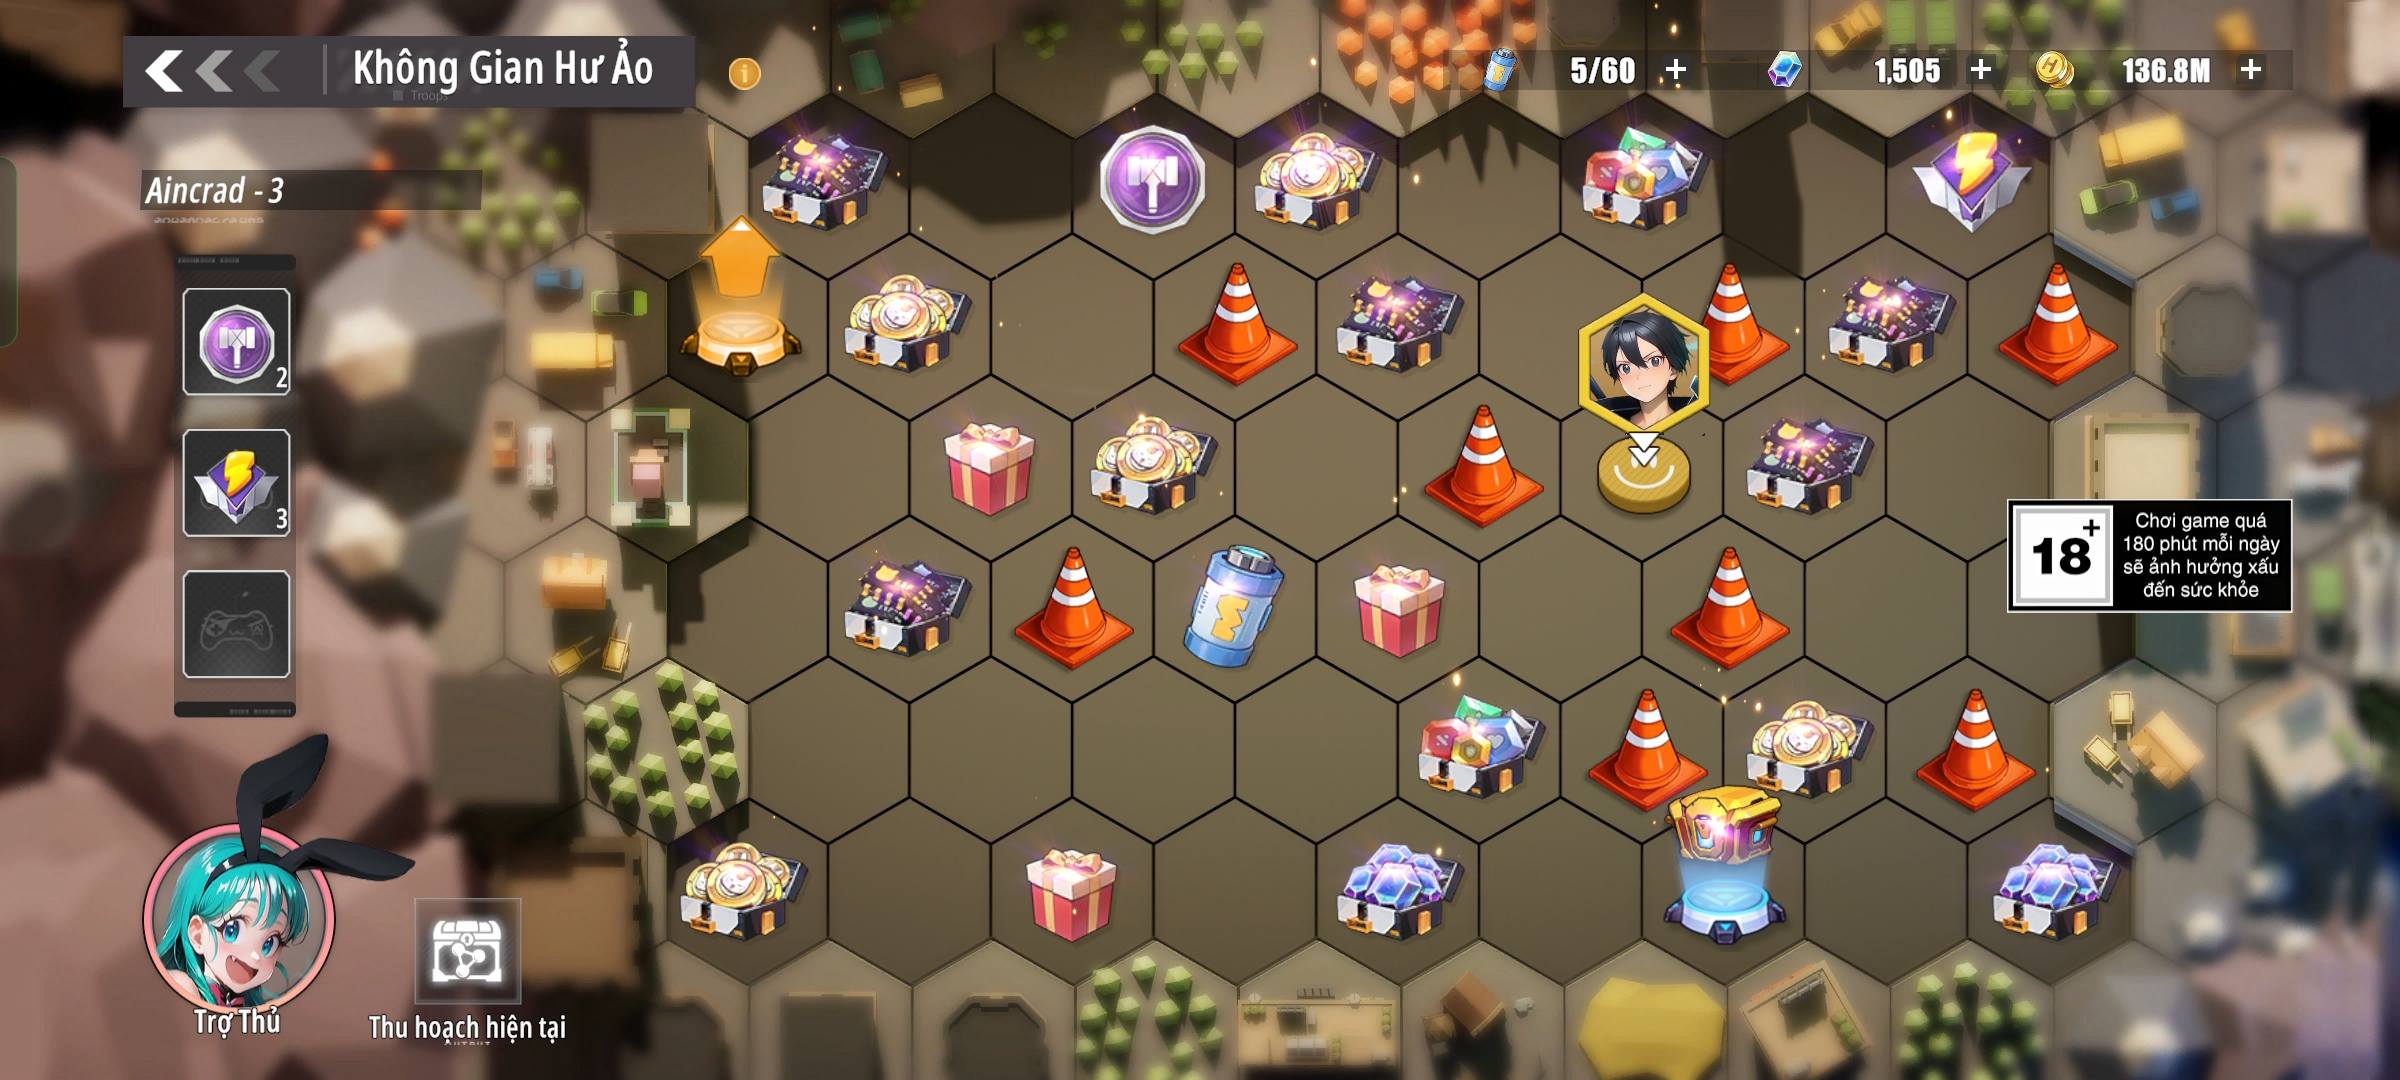 Không Gian Hư Ảo
5/60
1,505
136.8M
Troops
Aincrad - 3
2
3
18+
Chơi game quá
180 phút mỗi ngày
sẽ ảnh hưởng xấu
đến sức khỏe
Trợ Thủ
Thu hoạch hiện tại